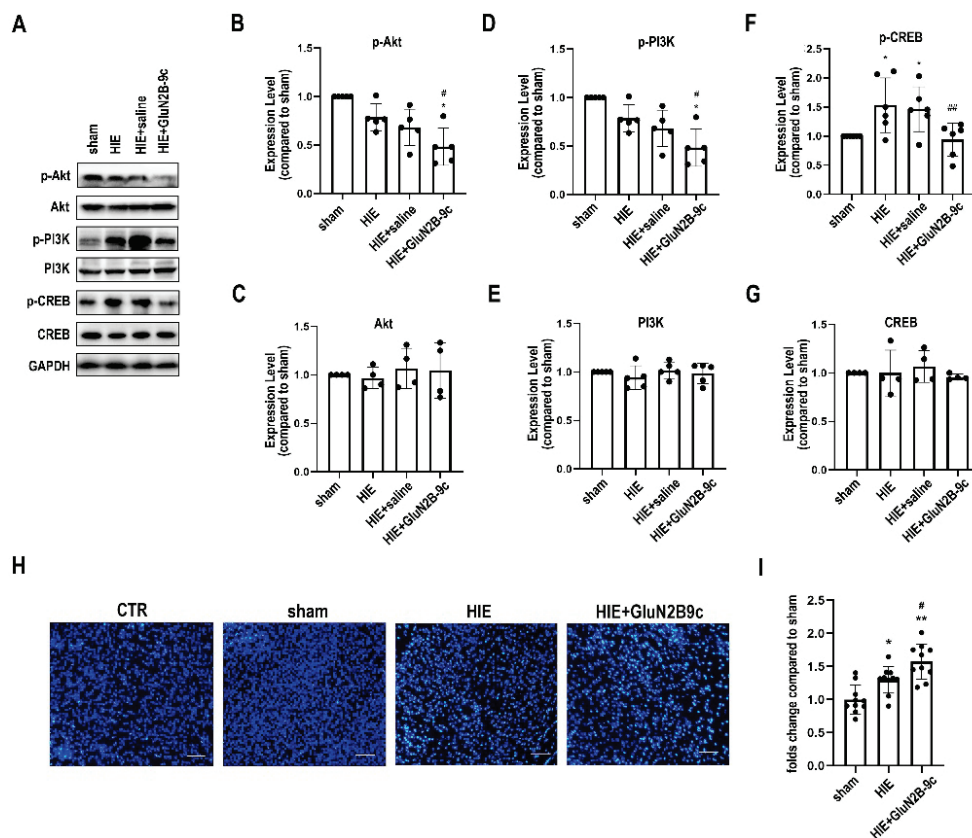 A
sham
HIE
HIE+saline
HIE+GluN2B-9c
p-Akt
Akt
p-PI3K
PI3K
p-CREB
CREB
GAPDH
B
p-Akt
Expression Level
(compared to sham)
1.5
#
*
1.0
0.5
0.0
sham
HIE
HIE+saline
HIE+GluN2B-9c
D
p-PI3K
Expression Level
(compared to sham)
1.5
#
*
1.0
0.5
0.0
sham
HIE
HIE+saline
HIE+GluN2B-9c
F
p-CREB
Expression Level
(compared to sham)
2.5
*
*
2.0
##
1.5
1.0
0.5
0.0
sham
HIE
HIE+saline
HIE+GluN2B-9c
C
Akt
Expression Level
(compared to sham)
1.5
1.0
0.5
0.0
sham
HIE
HIE+saline
HIE+GluN2B-9c
E
PI3K
Expression Level
(compared to sham)
1.5
1.0
0.5
0.0
sham
HIE
HIE+saline
HIE+GluN2B-9c
G
CREB
Expression Level
(compared to sham)
1.5
1.0
0.5
0.0
sham
HIE
HIE+saline
HIE+GluN2B-9c
H
CTR
sham
HIE
HIE+GluN2B9c
I
folds change compared to sham
2.5
#
**
*
2.0
1.5
1.0
0.5
0.0
sham
HIE
HIE+GluN2B-9c